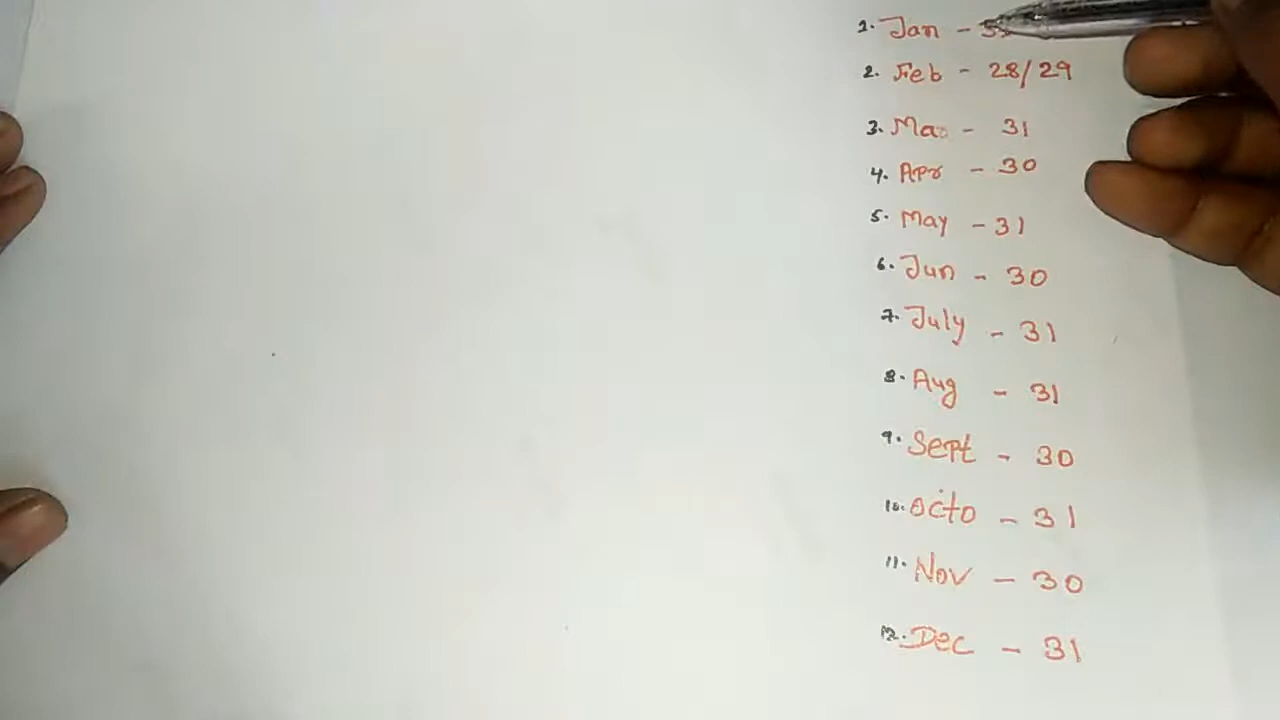 1. Jan - 31
2. Feb - 28/29
3. Mar - 31
4. Apr - 30
5. May - 31
6. Jun - 30
7. July - 31
8. Aug - 31
9. Sept - 30
10. Octo - 31
11. Nov - 30
12. Dec - 31